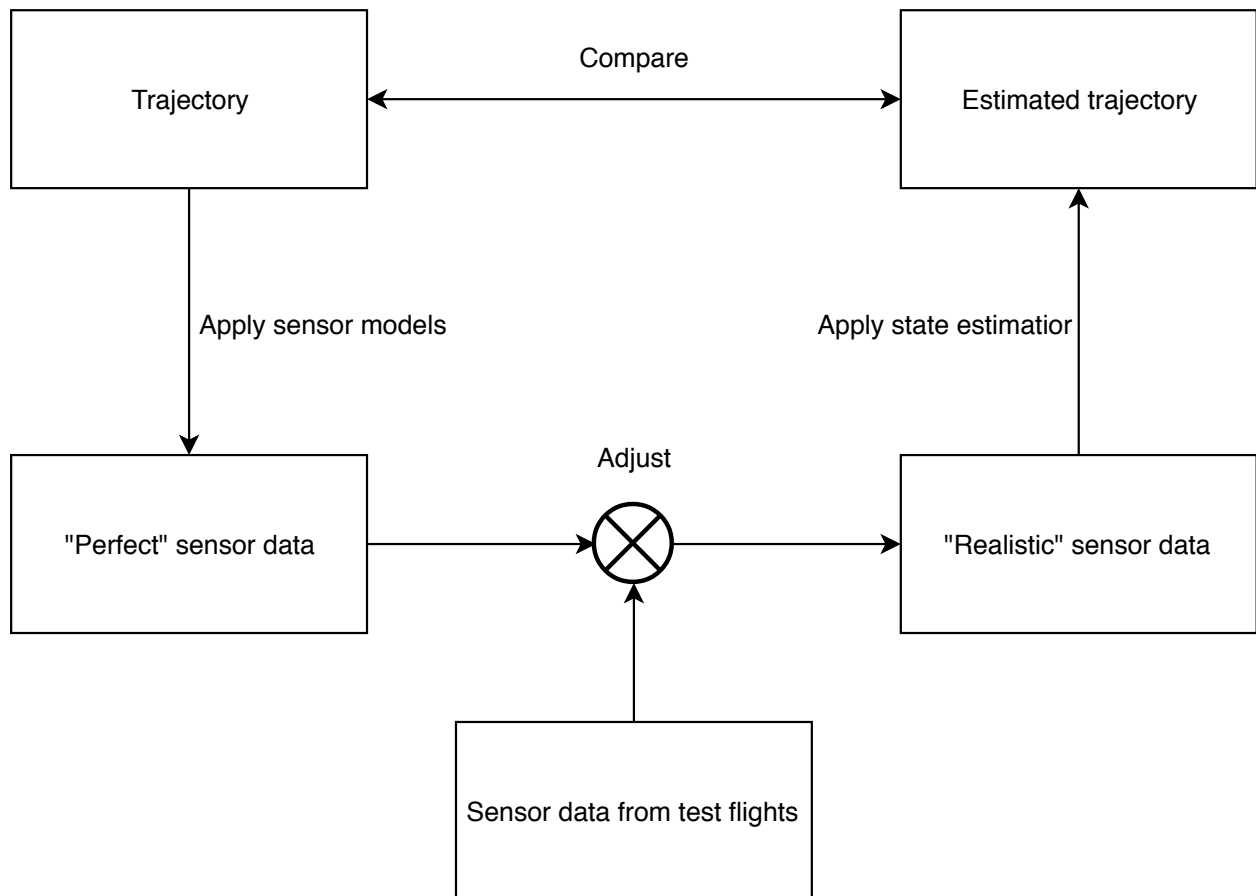 Compare
Trajectory
Estimated trajectory
Apply sensor models
Apply state estimatior
Adjust
"Perfect" sensor data
"Realistic" sensor data
Sensor data from test flights